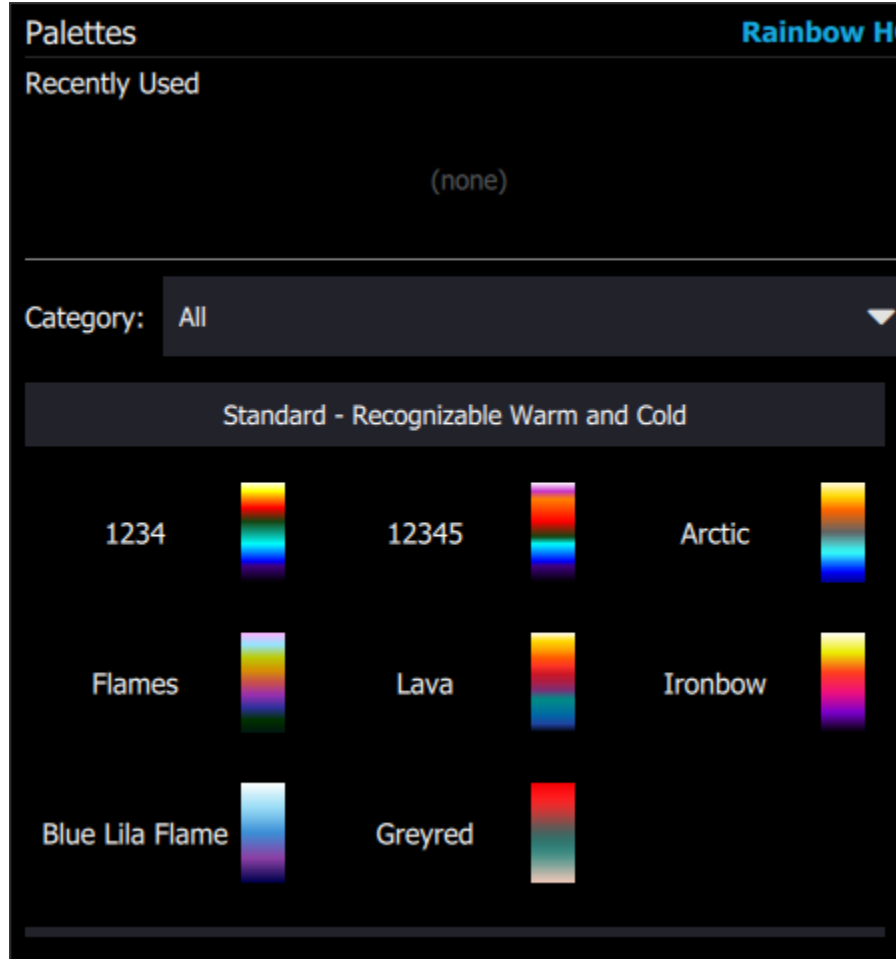 Palettes
Rainbow H
Recently Used
(none)
Category: All
Standard - Recognizable Warm and Cold
1234 12345 Arctic
Flames Lava Ironbow
Blue Lila Flame Greyred